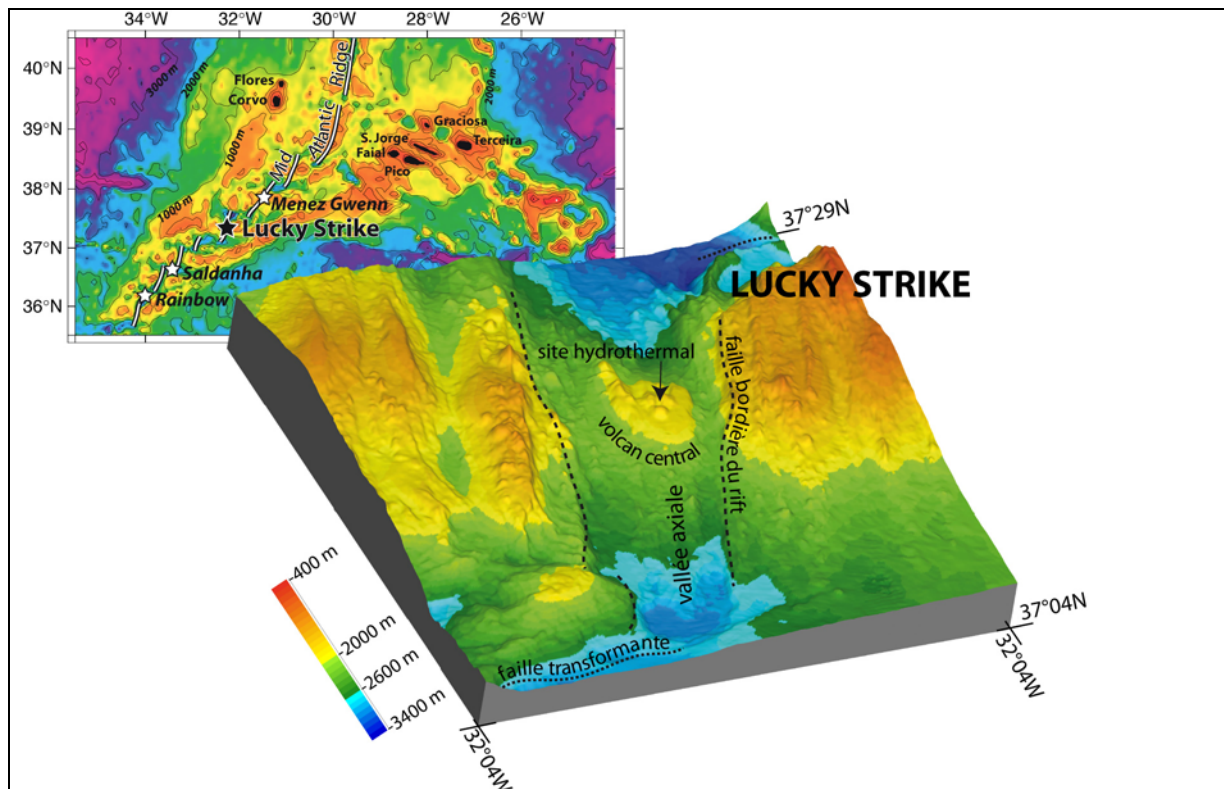 34°W 32°W 30°W 28°W 26°W
40°N
39°N
38°N
37°N
36°N
3000 m
2000 m
2000 m
1000 m
1000 m
Flores
Corvo
Mid Atlantic Ridge
Graciosa
S. Jorge
Terceira
Faial
Pico
Menez Gwenn
Lucky Strike
Saldanha
Rainbow
37°29N
LUCKY STRIKE
site hydrothermal
volcan central
faille bordière du rift
vallée axiale
faille transformante
-400 m
-2000 m
-2600 m
-3400 m
37°04N
32°04W
32°04W